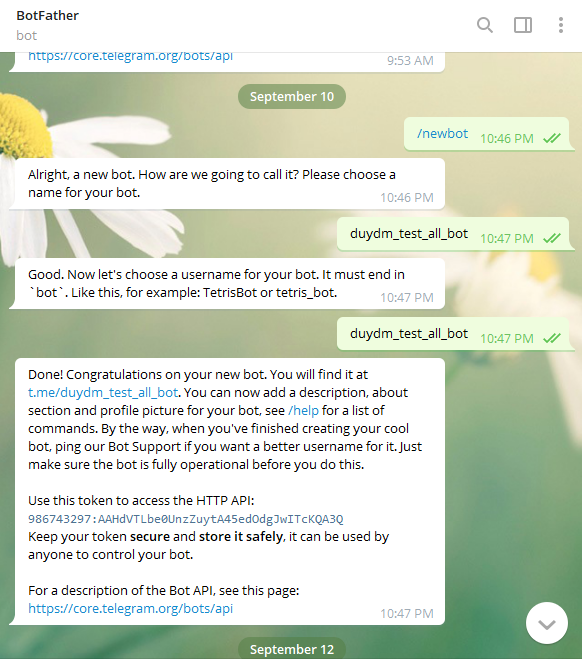 BotFather
bot
https://core.telegram.org/bots/api
9:53 AM
September 10
/newbot 10:46 PM
Alright, a new bot. How are we going to call it? Please choose a
name for your bot.
10:46 PM
duydm_test_all_bot 10:47 PM
Good. Now let's choose a username for your bot. It must end in
`bot`. Like this, for example: TetrisBot or tetris_bot.
10:47 PM
duydm_test_all_bot 10:47 PM
Done! Congratulations on your new bot. You will find it at
t.me/duydm_test_all_bot. You can now add a description, about
section and profile picture for your bot, see /help for a list of
commands. By the way, when you've finished creating your cool
bot, ping our Bot Support if you want a better username for it. Just
make sure the bot is fully operational before you do this.
Use this token to access the HTTP API:
986743297:AAHdVTLbe0UnzZuytA45edOdgJwITcKQA3Q
Keep your token secure and store it safely, it can be used by
anyone to control your bot.
For a description of the Bot API, see this page:
https://core.telegram.org/bots/api
10:47 PM
September 12